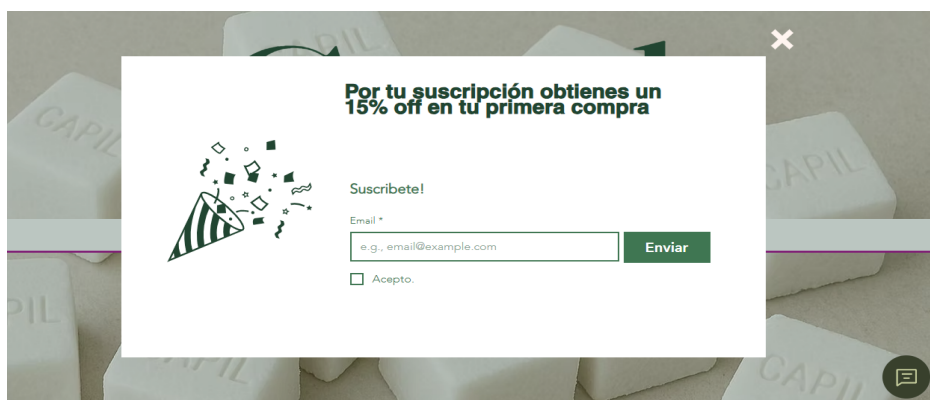 CAPIL
Por tu suscripción obtienes un
15% off en tu primera compra
CAPIL
Suscribete!
Email *
e.g., email@example.com
Enviar
Acepto.
CAPIL
CAPIL